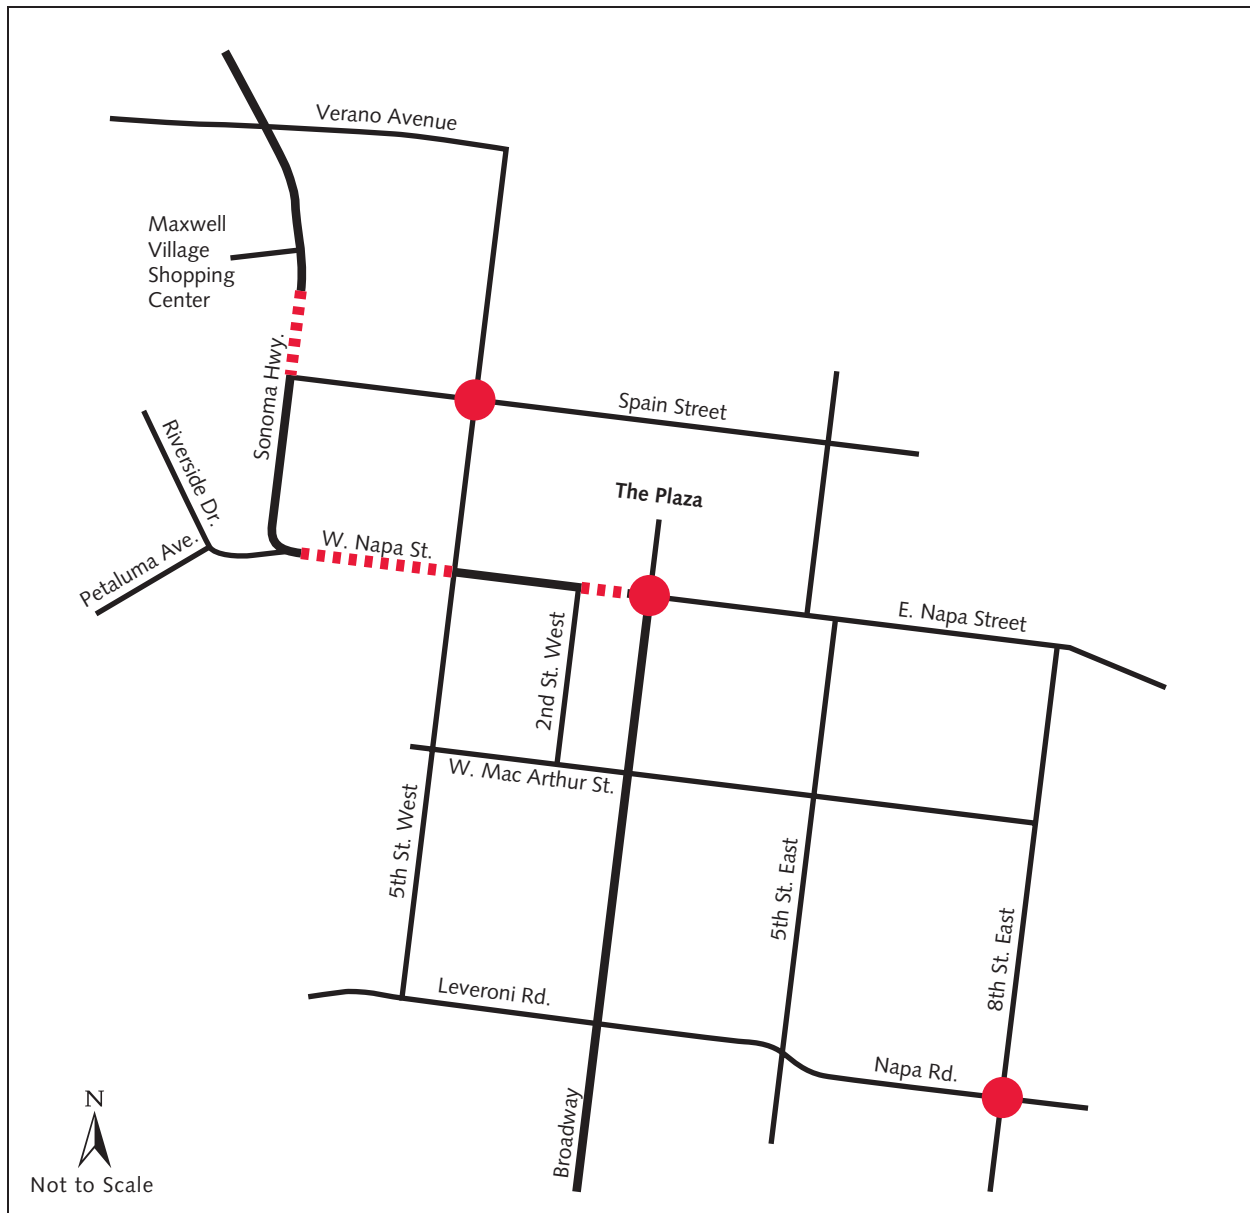 Verano Avenue
Maxwell
Village
Shopping
Center
Sonoma Hwy.
Spain Street
Riverside Dr.
The Plaza
W. Napa St.
Petaluma Ave.
E. Napa Street
2nd St. West
W. Mac Arthur St.
5th St. West
5th St. East
8th St. East
Leveroni Rd.
Napa Rd.
Broadway
N
Not to Scale